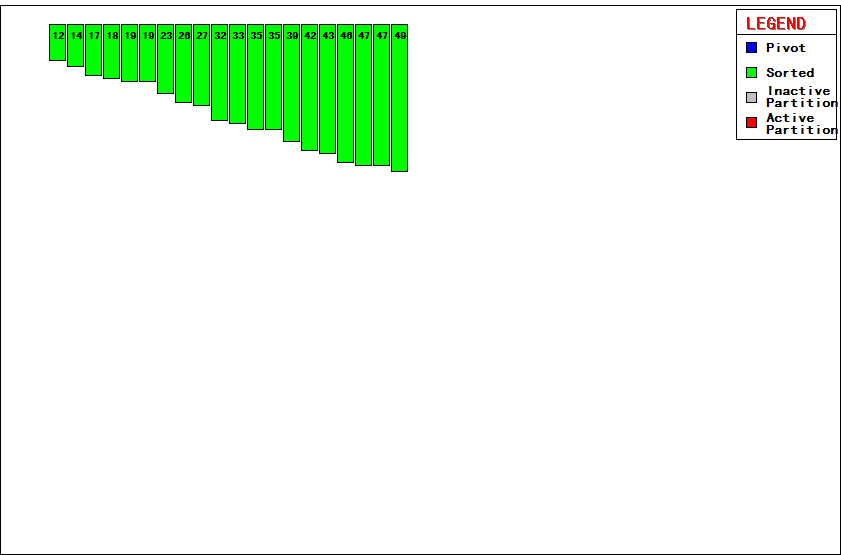 12 14 17 18 19 19 23 26 27 32 33 35 35 39 42 43 46 47 47 49
LEGEND
Pivot
Sorted
Inactive
Partition
Active
Partition